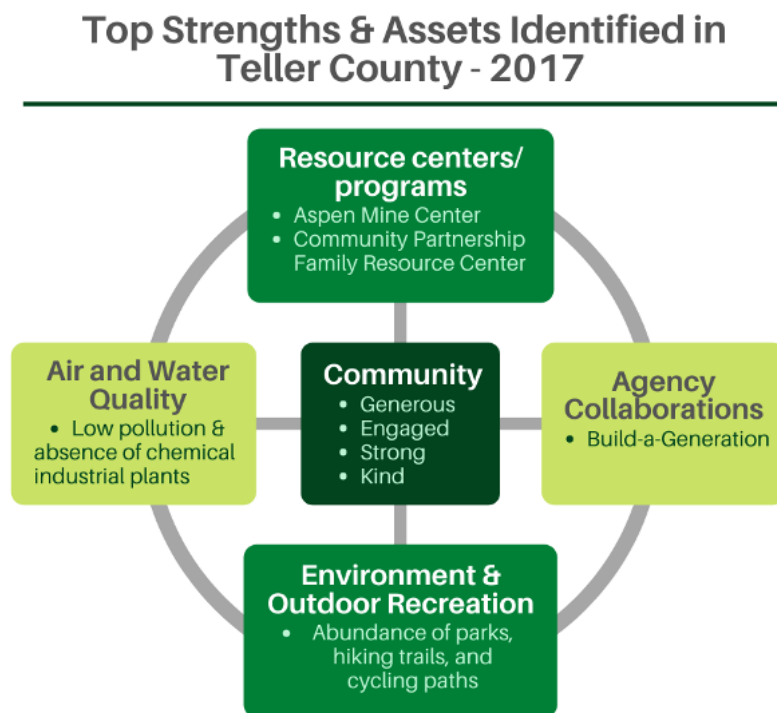 Top Strengths & Assets Identified in
Teller County - 2017
Resource centers/
programs
• Aspen Mine Center
• Community Partnership
Family Resource Center
Air and Water
Quality
• Low pollution &
absence of chemical
industrial plants
Community
• Generous
• Engaged
• Strong
• Kind
Agency
Collaborations
• Build-a-Generation
Environment &
Outdoor Recreation
• Abundance of parks,
hiking trails, and
cycling paths